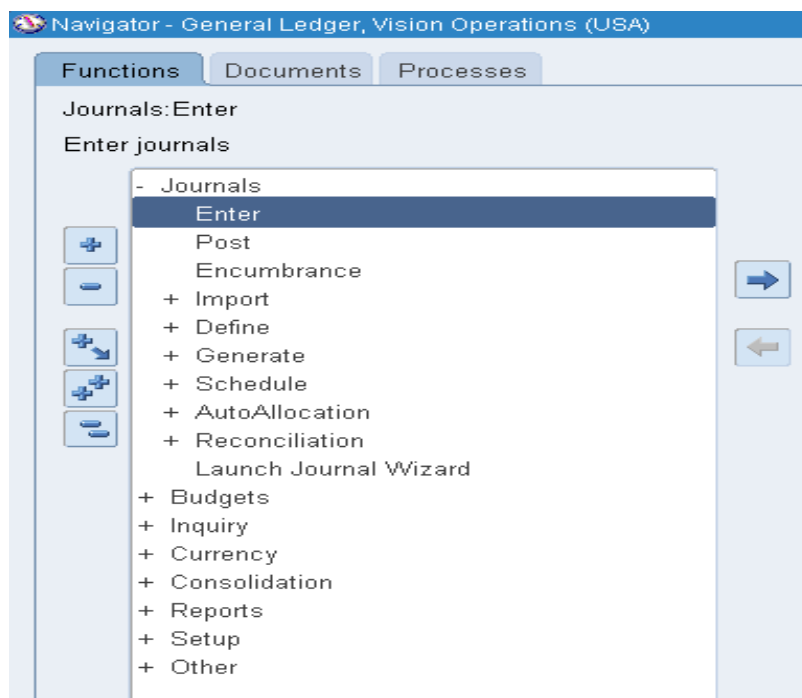 Navigator - General Ledger, Vision Operations (USA)
Functions Documents Processes
Journals:Enter
Enter journals
- Journals
Enter
Post
Encumbrance
+ Import
+ Define
+ Generate
+ Schedule
+ AutoAllocation
+ Reconciliation
Launch Journal Wizard
+ Budgets
+ Inquiry
+ Currency
+ Consolidation
+ Reports
+ Setup
+ Other